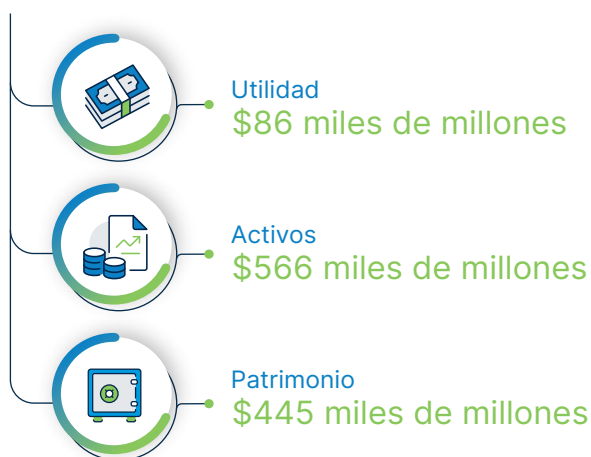 Utilidad
$86 miles de millones
Activos
$566 miles de millones
Patrimonio
$445 miles de millones